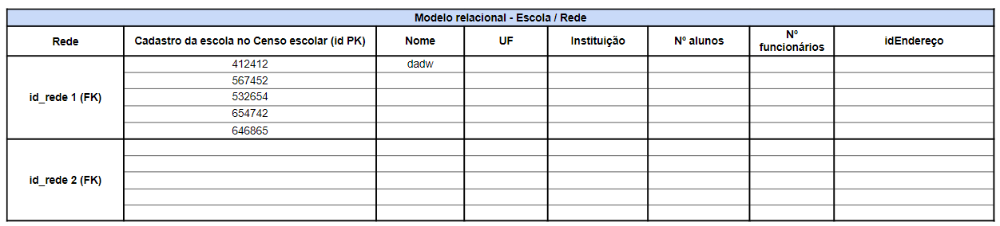 Modelo relacional - Escola / Rede
Rede
Cadastro da escola no Censo escolar (id PK)
Nome
UF
Instituição
Nº alunos
Nº
funcionários
idEndereço
id_rede 1 (FK)
412412
dadw
567452
532654
654742
646865
id_rede 2 (FK)